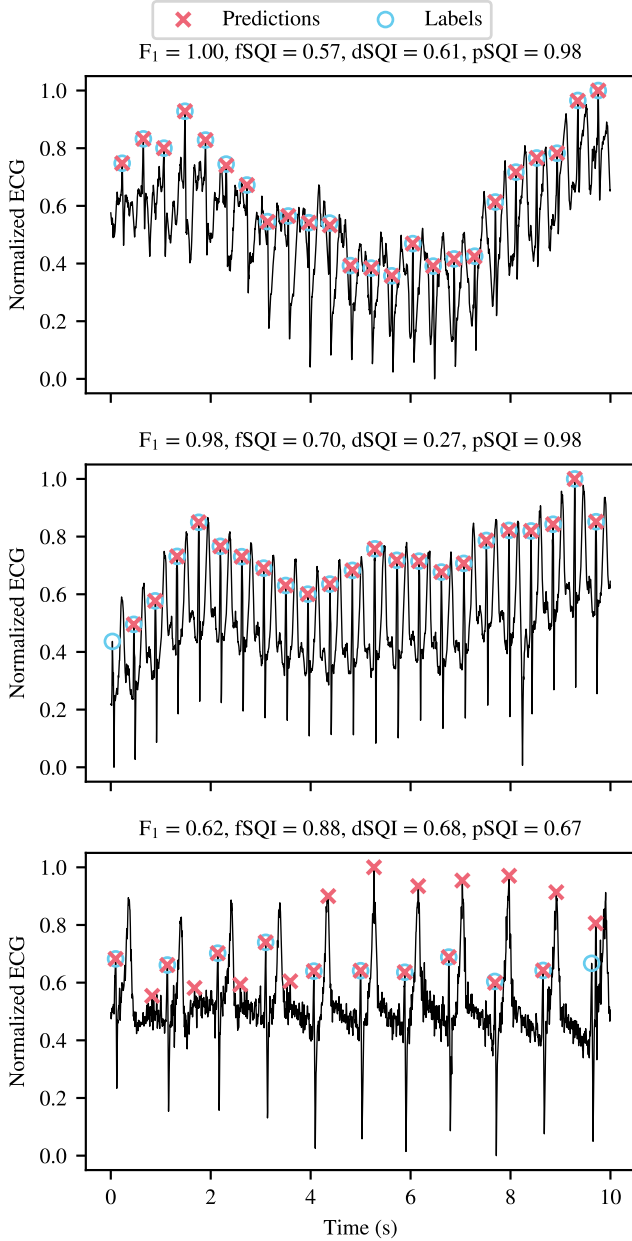 Predictions Labels
F₁ = 1.00, fSQI = 0.57, dSQI = 0.61, pSQI = 0.98
1.0
0.8
0.6
0.4
0.2
0.0
Normalized ECG
F₁ = 0.98, fSQI = 0.70, dSQI = 0.27, pSQI = 0.98
1.0
0.8
0.6
0.4
0.2
0.0
Normalized ECG
F₁ = 0.62, fSQI = 0.88, dSQI = 0.68, pSQI = 0.67
1.0
0.8
0.6
0.4
0.2
0.0
Normalized ECG
0 2 4 6 8 10
Time (s)